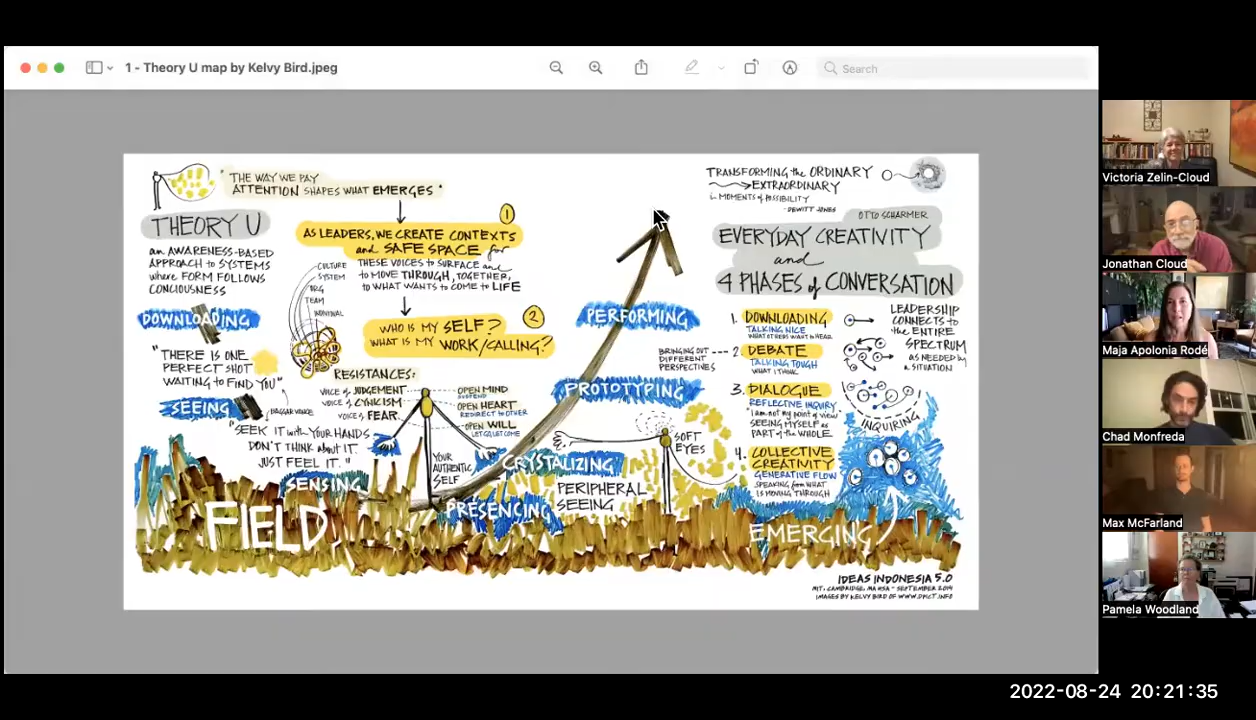 1 - Theory U map by Kelvy Bird.jpeg
Search
"THE WAY WE PAY
ATTENTION SHAPES WHAT EMERGES"
THEORY U
an AWARENESS-BASED
APPROACH to SYSTEMS
where FORM FOLLOWS
CONCIOUSNESS
DOWNLOADING
"THERE IS ONE
PERFECT SHOT
WAITING to FIND YOU"
BAGGAR VANCE
SEEING
"SEEK IT with YOUR HANDS
DON'T THINK about IT.
JUST FEEL IT."
SENSING
FIELD
1
AS LEADERS, WE CREATE CONTEXTS
and SAFE SPACE for
THESE VOICES to SURFACE and
to MOVE THROUGH, TOGETHER,
to WHAT WANTS to COME to LIFE
CULTURE
SYSTEM
ORG
TEAM
INDIVIDUAL
2
WHO IS MY SELF?
WHAT IS MY WORK/CALLING?
RESISTANCES:
VOICE of JUDGEMENT
VOICE of CYNICISM
VOICE of FEAR
OPEN MIND
SUSPEND
OPEN HEART
REDIRECT to OTHER
OPEN WILL
LET GO, LET COME
YOUR
AUTHENTIC
SELF
PRESENCING
CRYSTALIZING
PROTOTYPING
PERFORMING
PERIPHERAL
SEEING
SOFT
EYES
TRANSFORMING the ORDINARY
EXTRAORDINARY
in MOMENTS of POSSIBILITY
- DEWITT JONES
OTTO SCHARMER
EVERYDAY CREATIVITY
and
4 PHASES of CONVERSATION
1. DOWNLOADING
TALKING NICE
WHAT OTHERS WANT to HEAR
BRINGING OUT
DIFFERENT
PERSPECTIVES
2. DEBATE
TALKING TOUGH
WHAT I THINK
3. DIALOGUE
REFLECTIVE INQUIRY
I am NOT MY POINT of VIEW
SEEING MYSELF as
PART of the WHOLE
4. COLLECTIVE
CREATIVITY
GENERATIVE FLOW
SPEAKING from WHAT
IS MOVING THROUGH
LEADERSHIP
CONNECTS to
the ENTIRE
SPECTRUM
AS NEEDED by
A SITUATION
INQUIRING
EMERGING
IDEAS INDONESIA 5.0
MIT, CAMBRIDGE, MA USA - SEPTEMBER 2014
IMAGES BY KELVY BIRD OF WWW.DPICT.INFO
Victoria Zelin-Cloud
Jonathan Cloud
Maja Apolonia Rodé
Chad Monfreda
Max McFarland
Pamela Woodland
2022-08-24 20:21:35